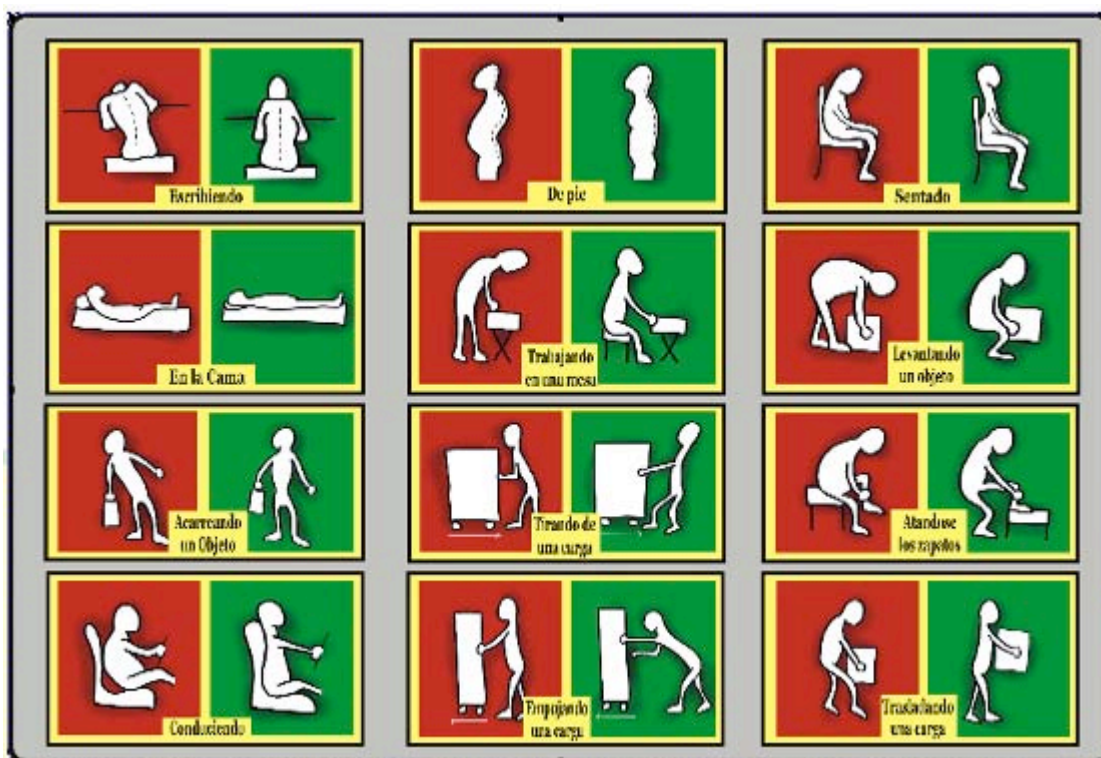 Escribiendo
De pie
Sentado
En la Cama
Trabajando
en una mesa
Levantando
un objeto
Acarreando
un Objeto
Tirando de
una carga
Atandose
los zapatos
Conduciendo
Empujando
una carga
Trasladando
una carga